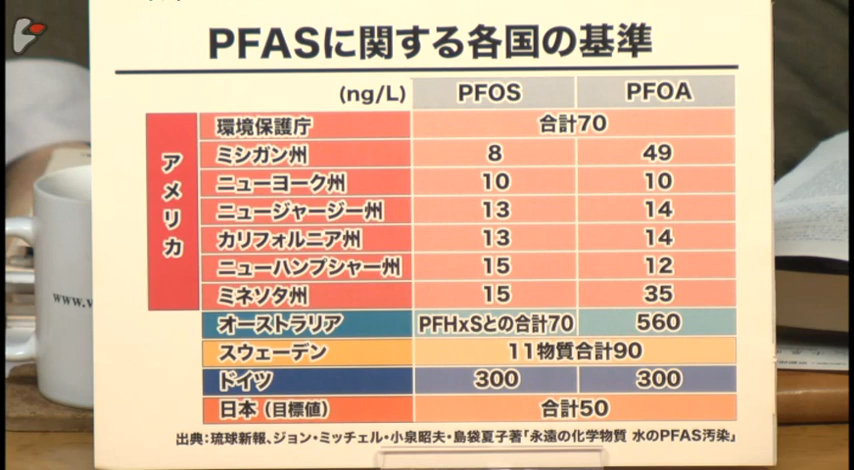 PFASに関する各国の基準
(ng/L) PFOS PFOA
アメリカ
環境保護庁 合計70
ミシガン州 8 49
ニューヨーク州 10 10
ニュージャージー州 13 14
カリフォルニア州 13 14
ニューハンプシャー州 15 12
ミネソタ州 15 35
オーストラリア PFHxSとの合計70 560
スウェーデン 11物質合計90
ドイツ 300 300
日本（目標値） 合計50
出典：琉球新報、ジョン・ミッチェル・小泉昭夫・島袋夏子著「永遠の化学物質 水のPFAS汚染」
www.